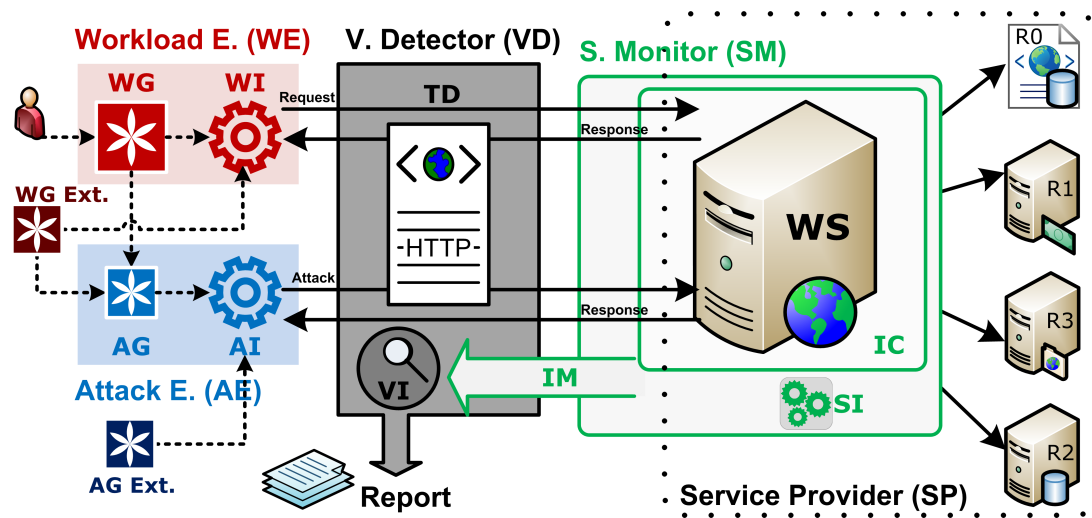 Workload E. (WE)
V. Detector (VD)
S. Monitor (SM)
R0
WG
WI
TD
Request
Response
WG Ext.
R1
HTTP
WS
Attack
Response
R3
AG
AI
IC
Attack E. (AE)
VI
IM
SI
R2
AG Ext.
Report
Service Provider (SP)